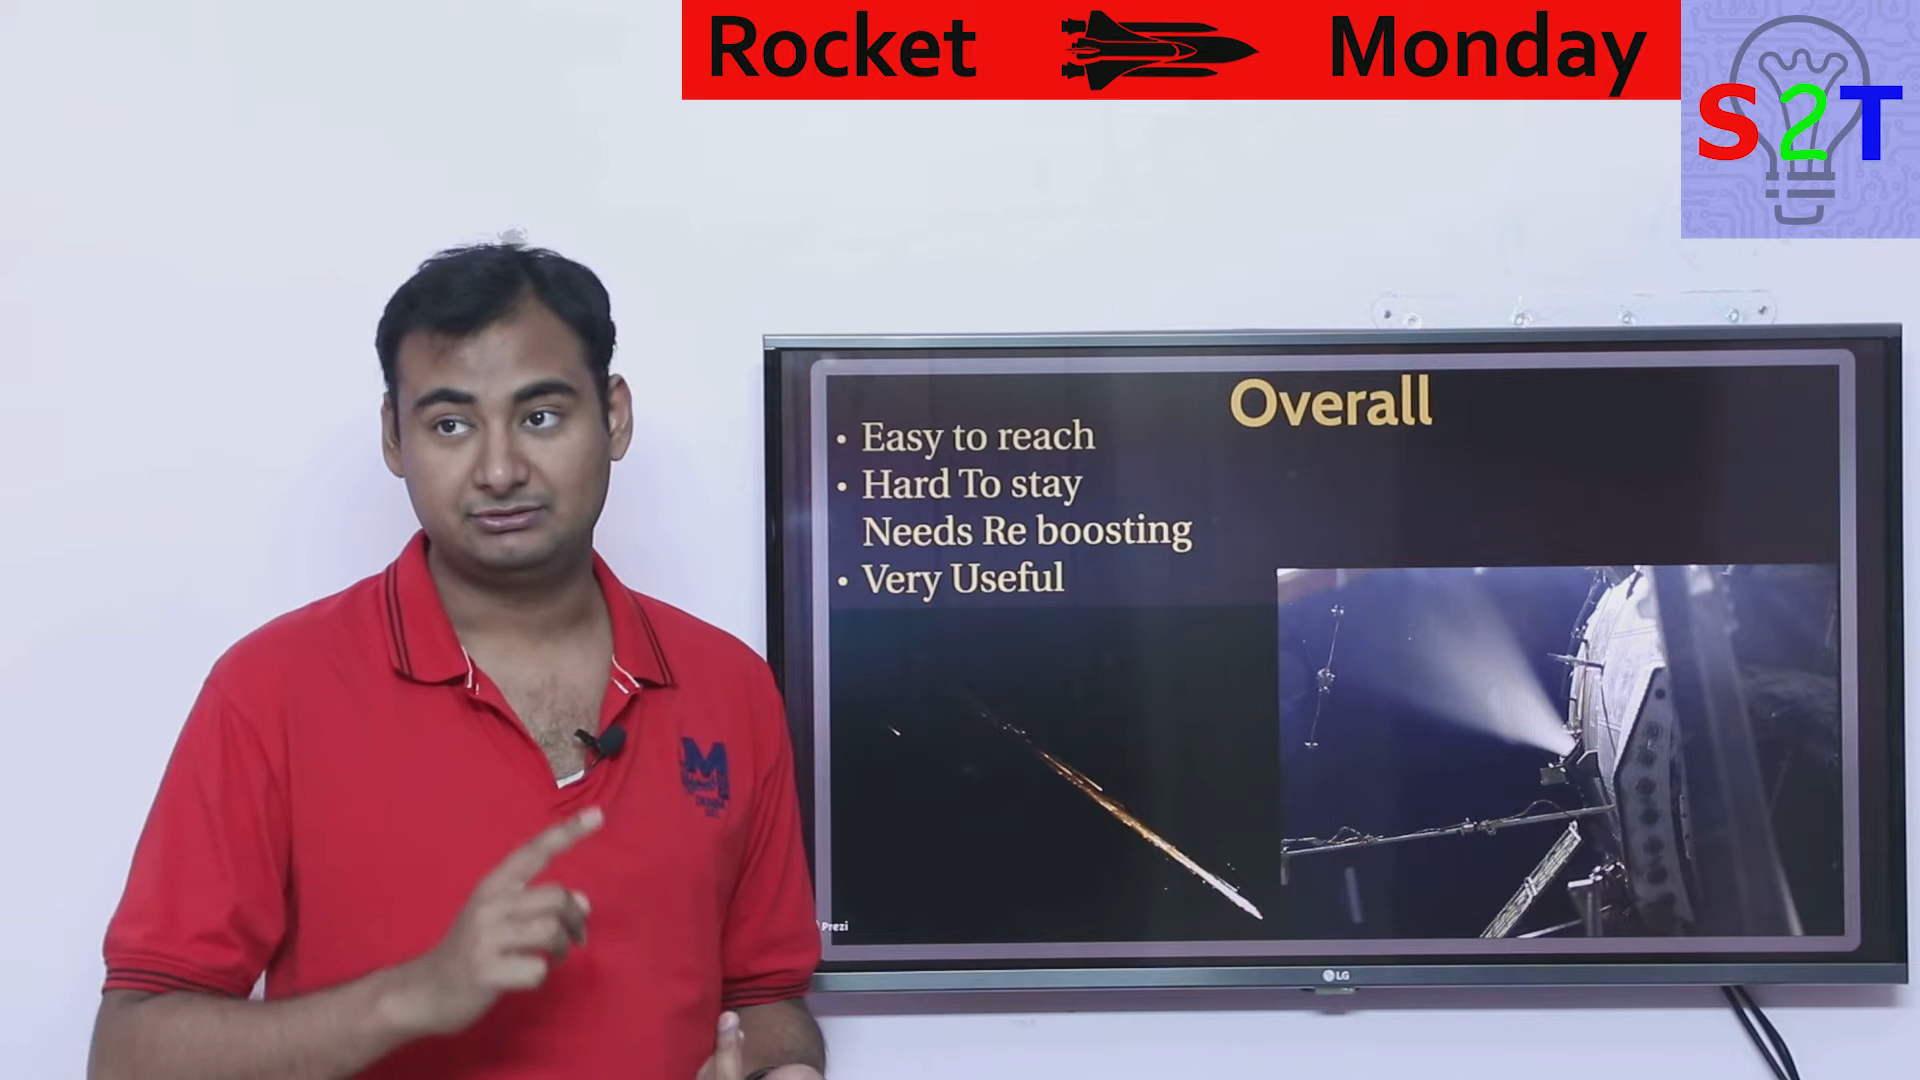 Rocket Monday
S2T
Overall
• Easy to reach
• Hard To stay
Needs Re boosting
• Very Useful
M
Prezi
LG